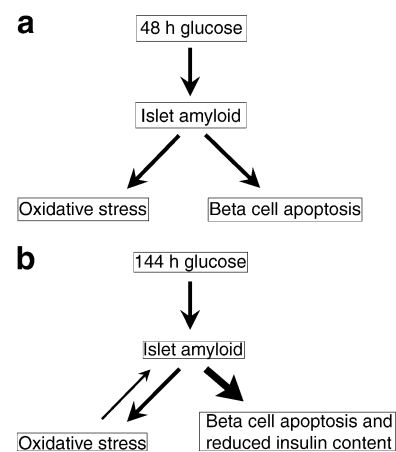 a
48 h glucose
Islet amyloid
Oxidative stress
Beta cell apoptosis
b
144 h glucose
Islet amyloid
Oxidative stress
Beta cell apoptosis and
reduced insulin content